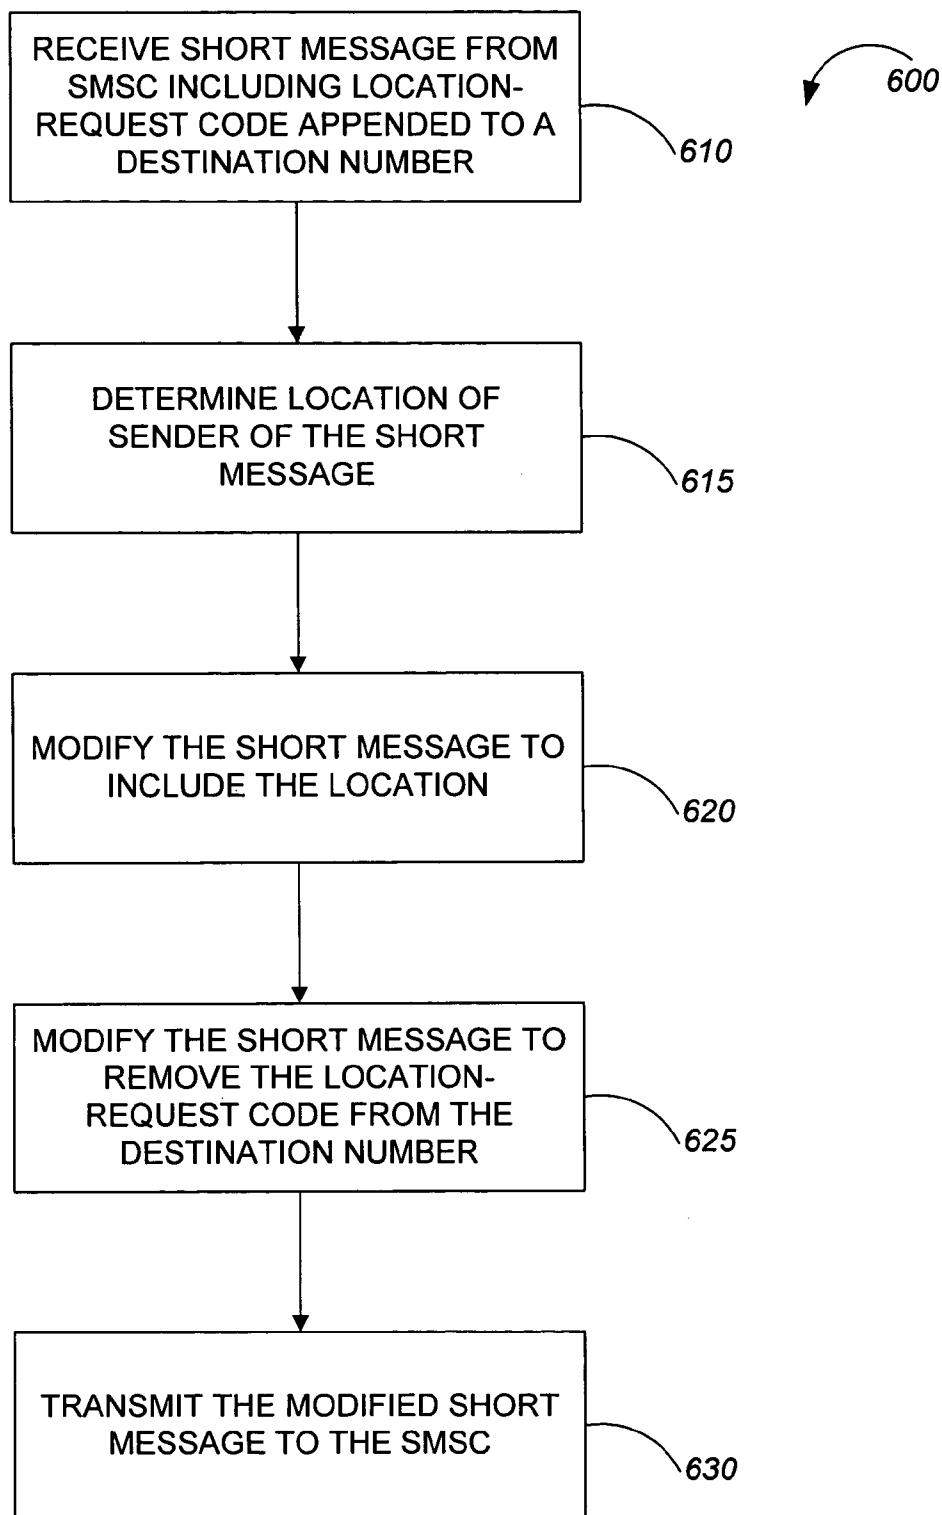 RECEIVE SHORT MESSAGE FROM
SMSC INCLUDING LOCATION-
REQUEST CODE APPENDED TO A
DESTINATION NUMBER
600
610
DETERMINE LOCATION OF
SENDER OF THE SHORT
MESSAGE
615
MODIFY THE SHORT MESSAGE TO
INCLUDE THE LOCATION
620
MODIFY THE SHORT MESSAGE TO
REMOVE THE LOCATION-
REQUEST CODE FROM THE
DESTINATION NUMBER
625
TRANSMIT THE MODIFIED SHORT
MESSAGE TO THE SMSC
630